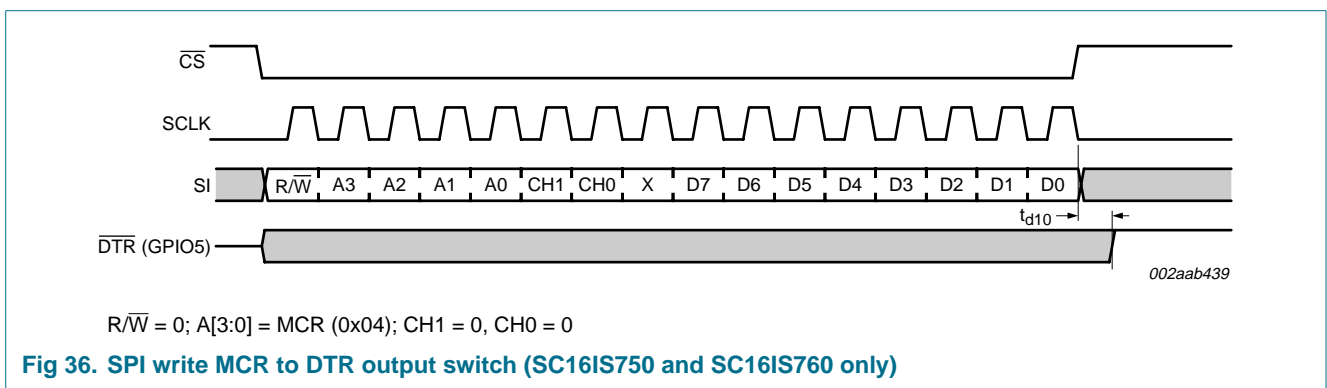 C̅S̅
SCLK
SI R/W̅ A3 A2 A1 A0 CH1 CH0 X D7 D6 D5 D4 D3 D2 D1 D0
td10
D̅T̅R̅ (GPIO5)
002aab439
R/W̅ = 0; A[3:0] = MCR (0x04); CH1 = 0, CH0 = 0
Fig 36. SPI write MCR to DTR output switch (SC16IS750 and SC16IS760 only)